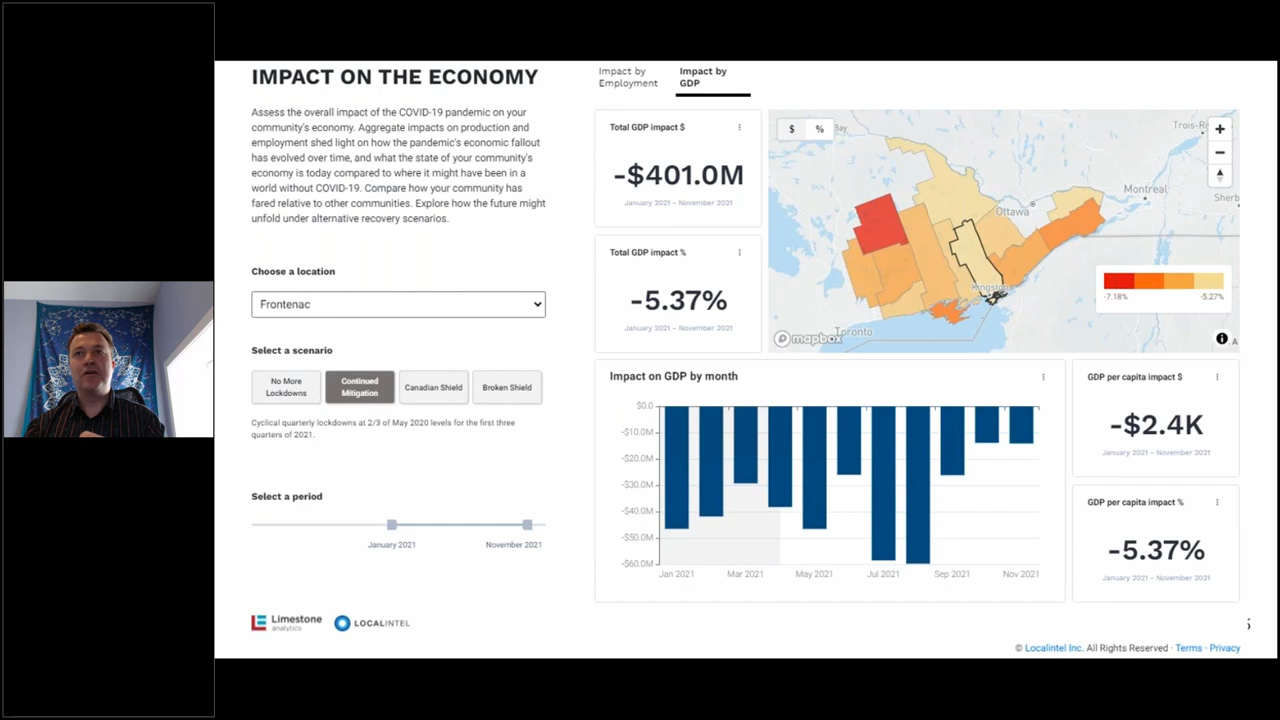 IMPACT ON THE ECONOMY
Assess the overall impact of the COVID-19 pandemic on your
community's economy. Aggregate impacts on production and
employment shed light on how the pandemic's economic fallout
has evolved over time, and what the state of your community's
economy is today compared to where it might have been in a
world without COVID-19. Compare how your community has
fared relative to other communities. Explore how the future might
unfold under alternative recovery scenarios.
Choose a location
Frontenac
Select a scenario
No More
Lockdowns
Continued
Mitigation
Canadian Shield
Broken Shield
Cyclical quarterly lockdowns at 2/3 of May 2020 levels for the first three
quarters of 2021.
Select a period
January 2021
November 2021
Limestone
analytics
LOCALINTEL
Impact by
Employment
Impact by
GDP
Total GDP impact $
-$401.0M
January 2021 – November 2021
Total GDP impact %
-5.37%
January 2021 – November 2021
$ %
Bay
Trois-Ri
Montreal
Sherb
Ottawa
Kingston
Toronto
-7.18% -5.27%
mapbox
Impact on GDP by month
$0.0
-$10.0M
-$20.0M
-$30.0M
-$40.0M
-$50.0M
-$60.0M
Jan 2021 Mar 2021 May 2021 Jul 2021 Sep 2021 Nov 2021
GDP per capita impact $
-$2.4K
January 2021 – November 2021
GDP per capita impact %
-5.37%
January 2021 – November 2021
© Localintel Inc. All Rights Reserved · Terms · Privacy